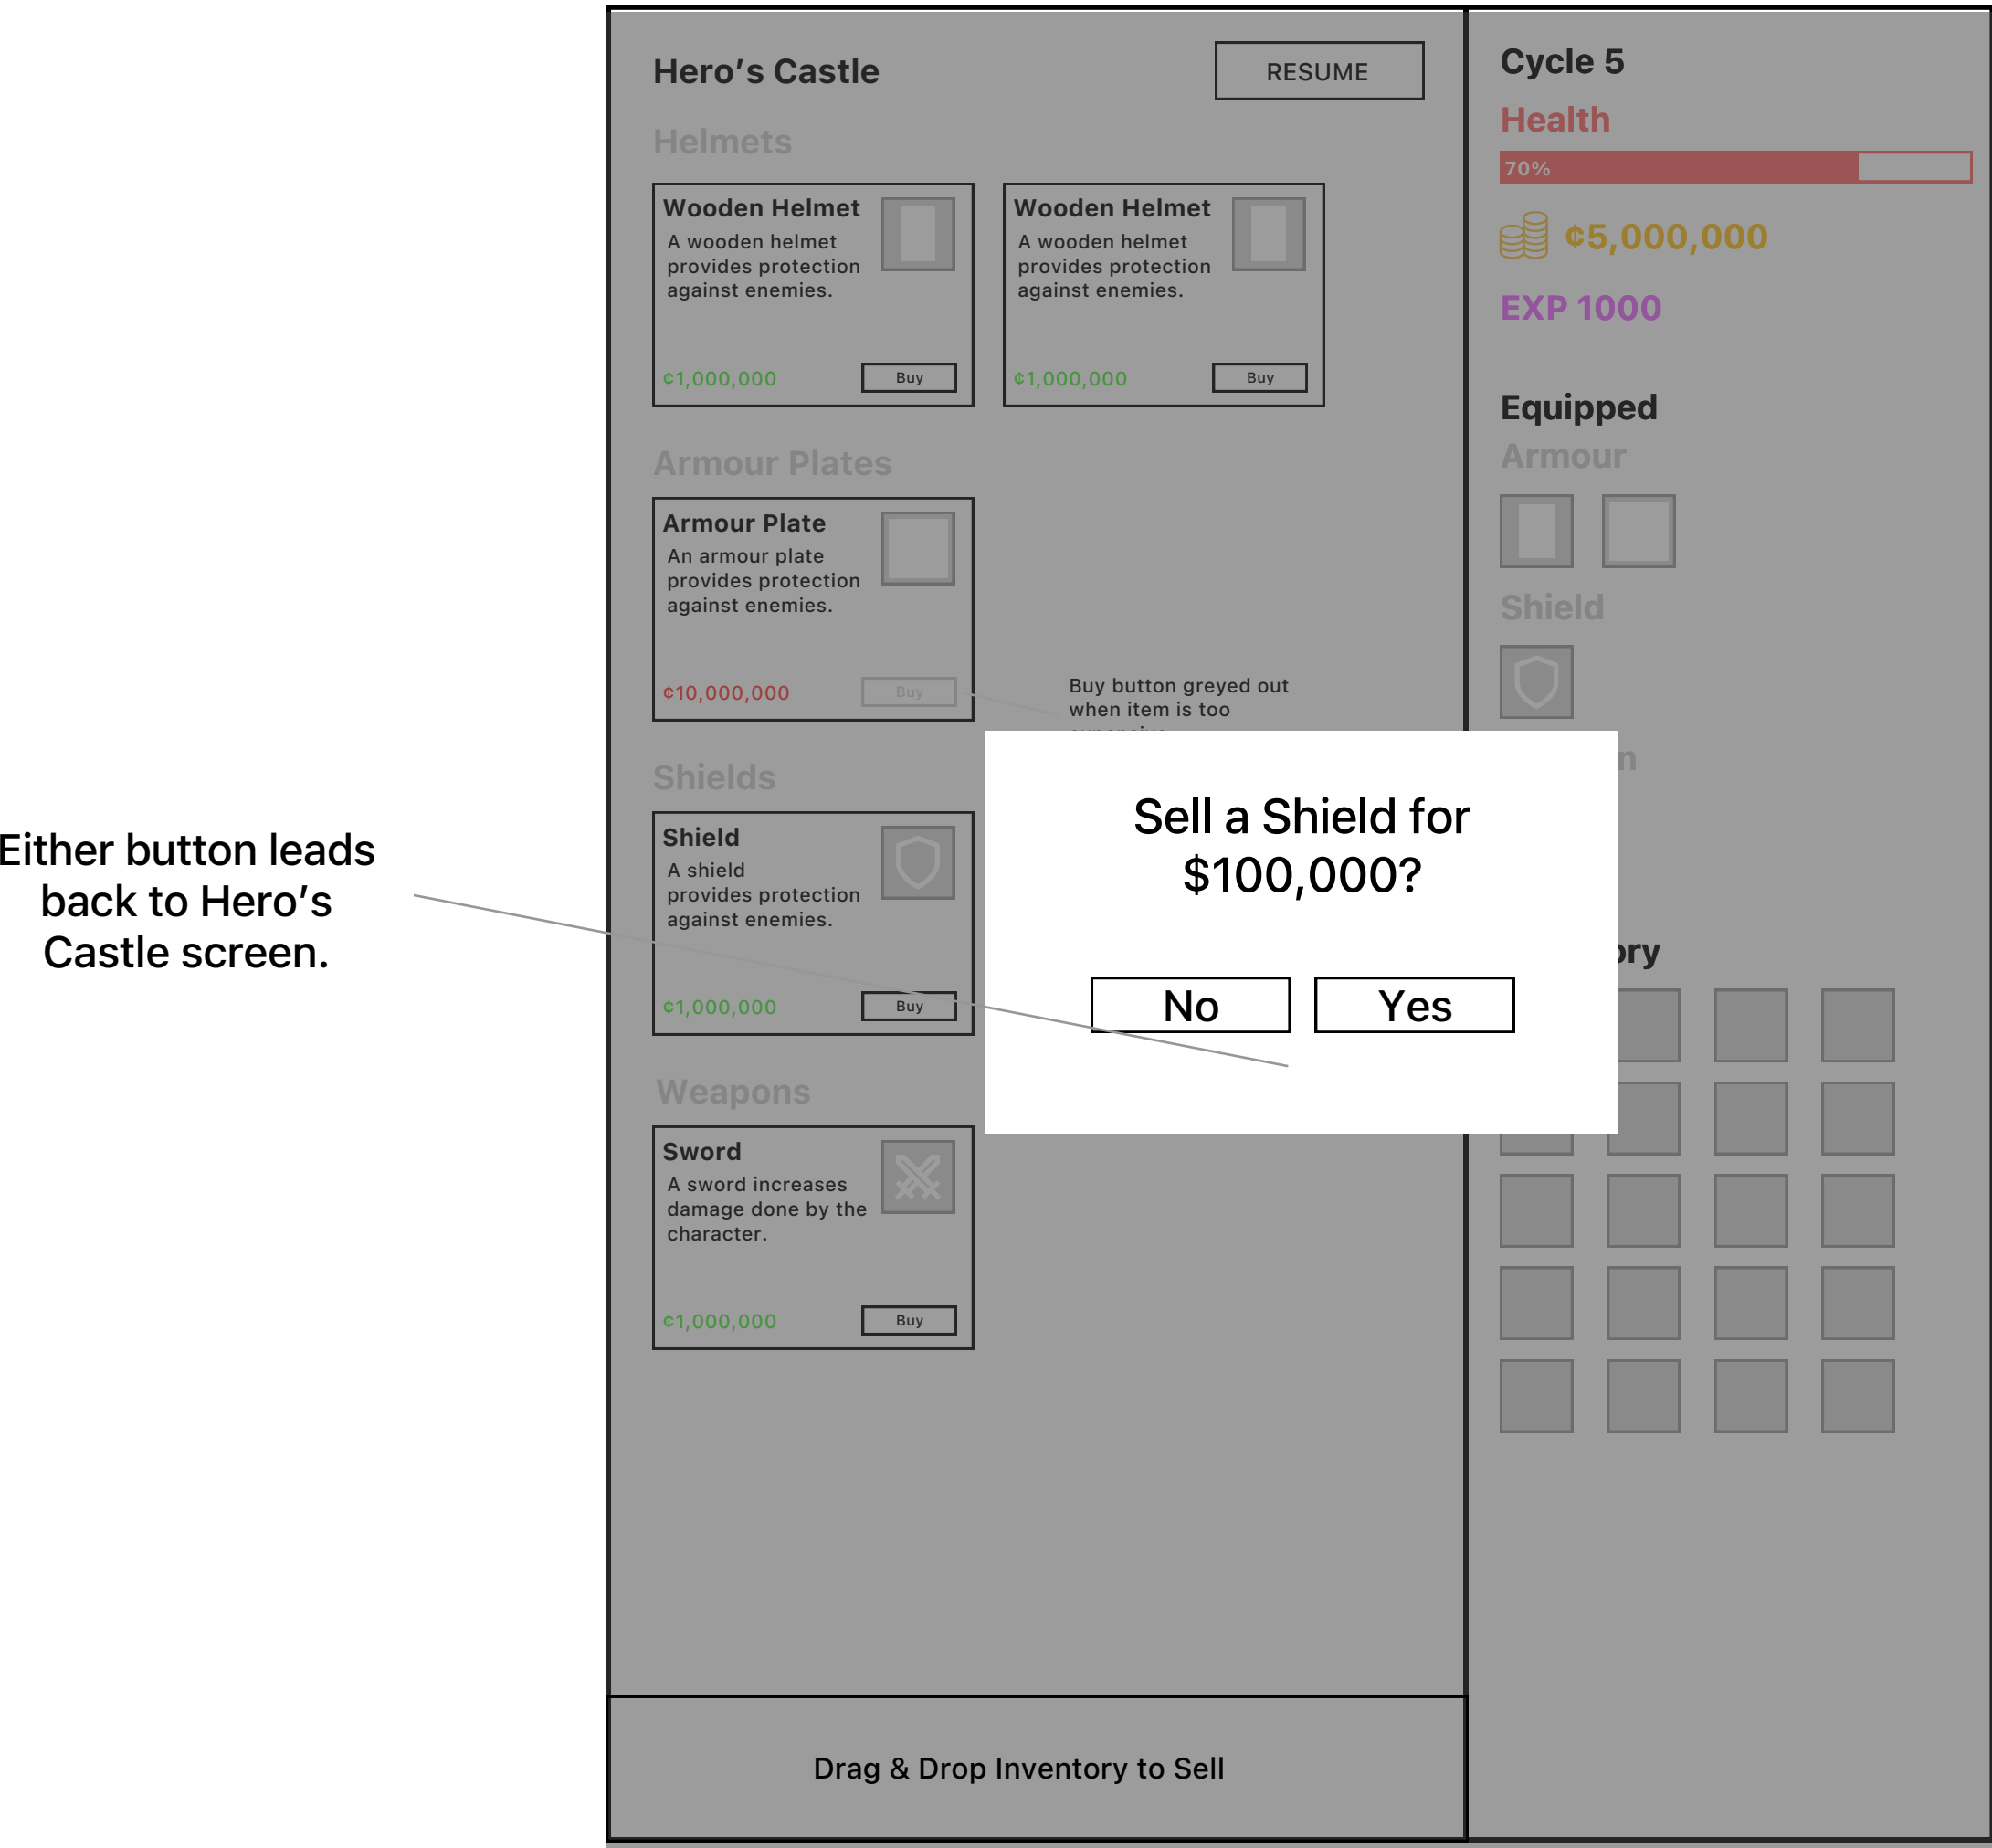 Hero's Castle
RESUME
Helmets
Wooden Helmet
A wooden helmet
provides protection
against enemies.
¢1,000,000
Buy
Wooden Helmet
A wooden helmet
provides protection
against enemies.
¢1,000,000
Buy
Armour Plates
Armour Plate
An armour plate
provides protection
against enemies.
¢10,000,000
Buy
Buy button greyed out
when item is too
Shields
Shield
A shield
provides protection
against enemies.
¢1,000,000
Buy
Weapons
Sword
A sword increases
damage done by the
character.
¢1,000,000
Buy
Drag & Drop Inventory to Sell
Cycle 5
Health
70%
¢5,000,000
EXP 1000
Equipped
Armour
Shield
n
ory
Sell a Shield for
$100,000?
No
Yes
Either button leads
back to Hero's
Castle screen.